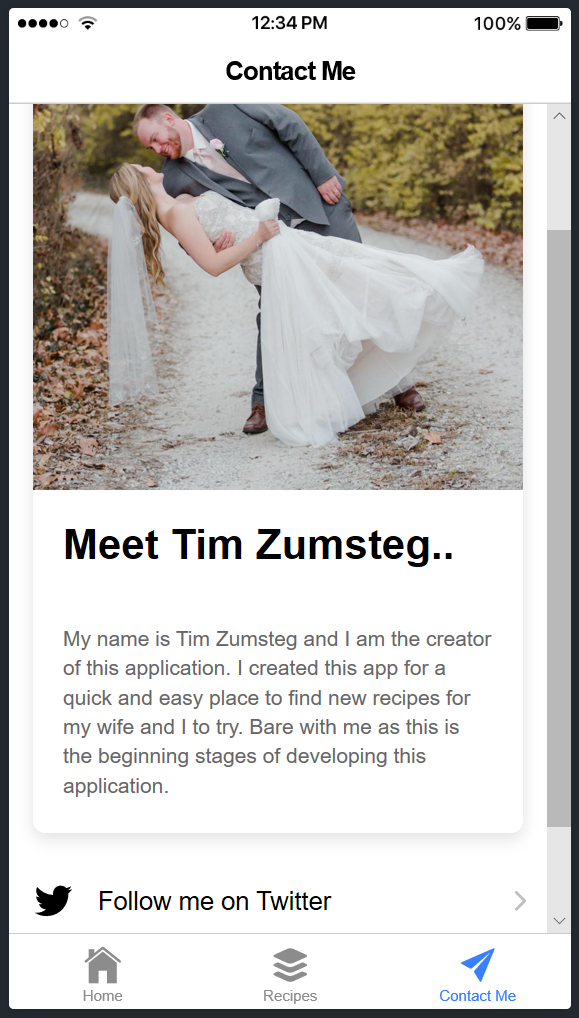 12:34 PM 100%
Contact Me
Meet Tim Zumsteg..
My name is Tim Zumsteg and I am the creator
of this application. I created this app for a
quick and easy place to find new recipes for
my wife and I to try. Bare with me as this is
the beginning stages of developing this
application.
Follow me on Twitter
Home Recipes Contact Me